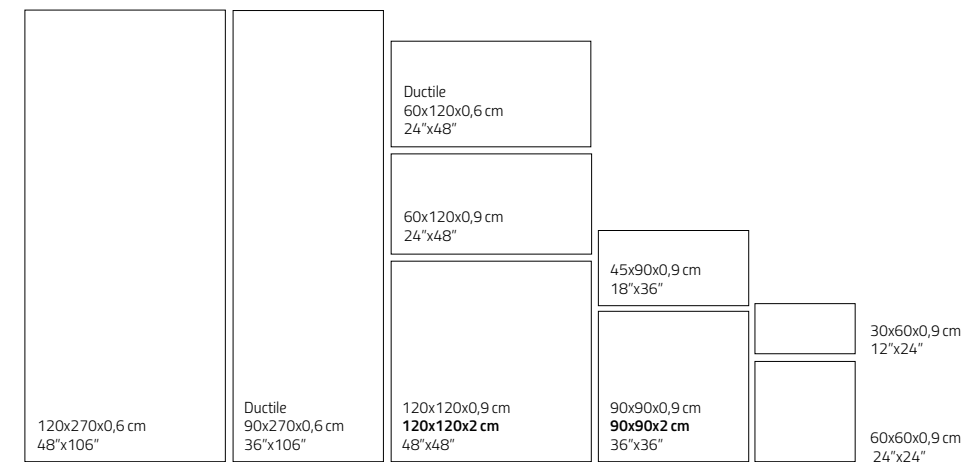 120x270x0,6 cm
48”x106”
Ductile
90x270x0,6 cm
36”x106”
Ductile
60x120x0,6 cm
24”x48”
60x120x0,9 cm
24”x48”
120x120x0,9 cm
120x120x2 cm
48”x48”
45x90x0,9 cm
18”x36”
90x90x0,9 cm
90x90x2 cm
36”x36”
30x60x0,9 cm
12”x24”
60x60x0,9 cm
24”x24”